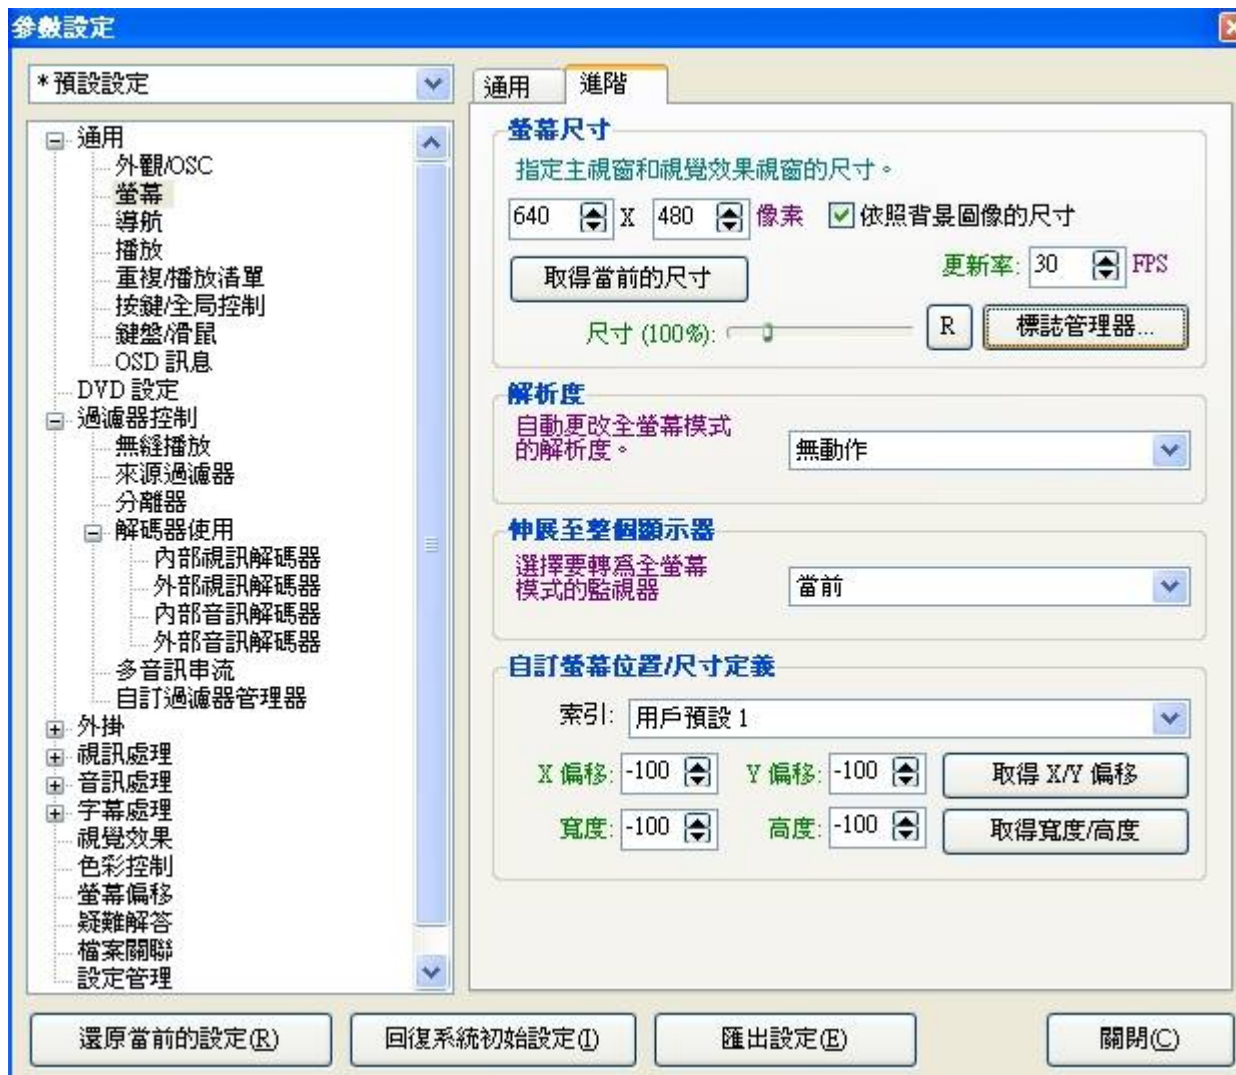 參數設定
*預設設定
通用
外觀/OSC
螢幕
導航
播放
重複/播放清單
按鍵/全局控制
鍵盤/滑鼠
OSD 訊息
DVD 設定
過濾器控制
無縫播放
來源過濾器
分離器
解碼器使用
內部視訊解碼器
外部視訊解碼器
內部音訊解碼器
外部音訊解碼器
多音訊串流
自訂過濾器管理器
外掛
視訊處理
音訊處理
字幕處理
視覺效果
色彩控制
螢幕偏移
疑難解答
檔案關聯
設定管理
通用 進階
螢幕尺寸
指定主視窗和視覺效果視窗的尺寸。
640 X 480 像素 依照背景圖像的尺寸
取得當前的尺寸 更新率: 30 FPS
尺寸 (100%): R 標誌管理器...
解析度
自動更改全螢幕模式
的解析度。
無動作
伸展至整個顯示器
選擇要轉為全螢幕
模式的監視器
當前
自訂螢幕位置/尺寸定義
索引: 用戶預設 1
X 偏移: -100 Y 偏移: -100 取得 X/Y 偏移
寬度: -100 高度: -100 取得寬度/高度
還原當前的設定(R) 回復系統初始設定(I) 匯出設定(E) 關閉(C)